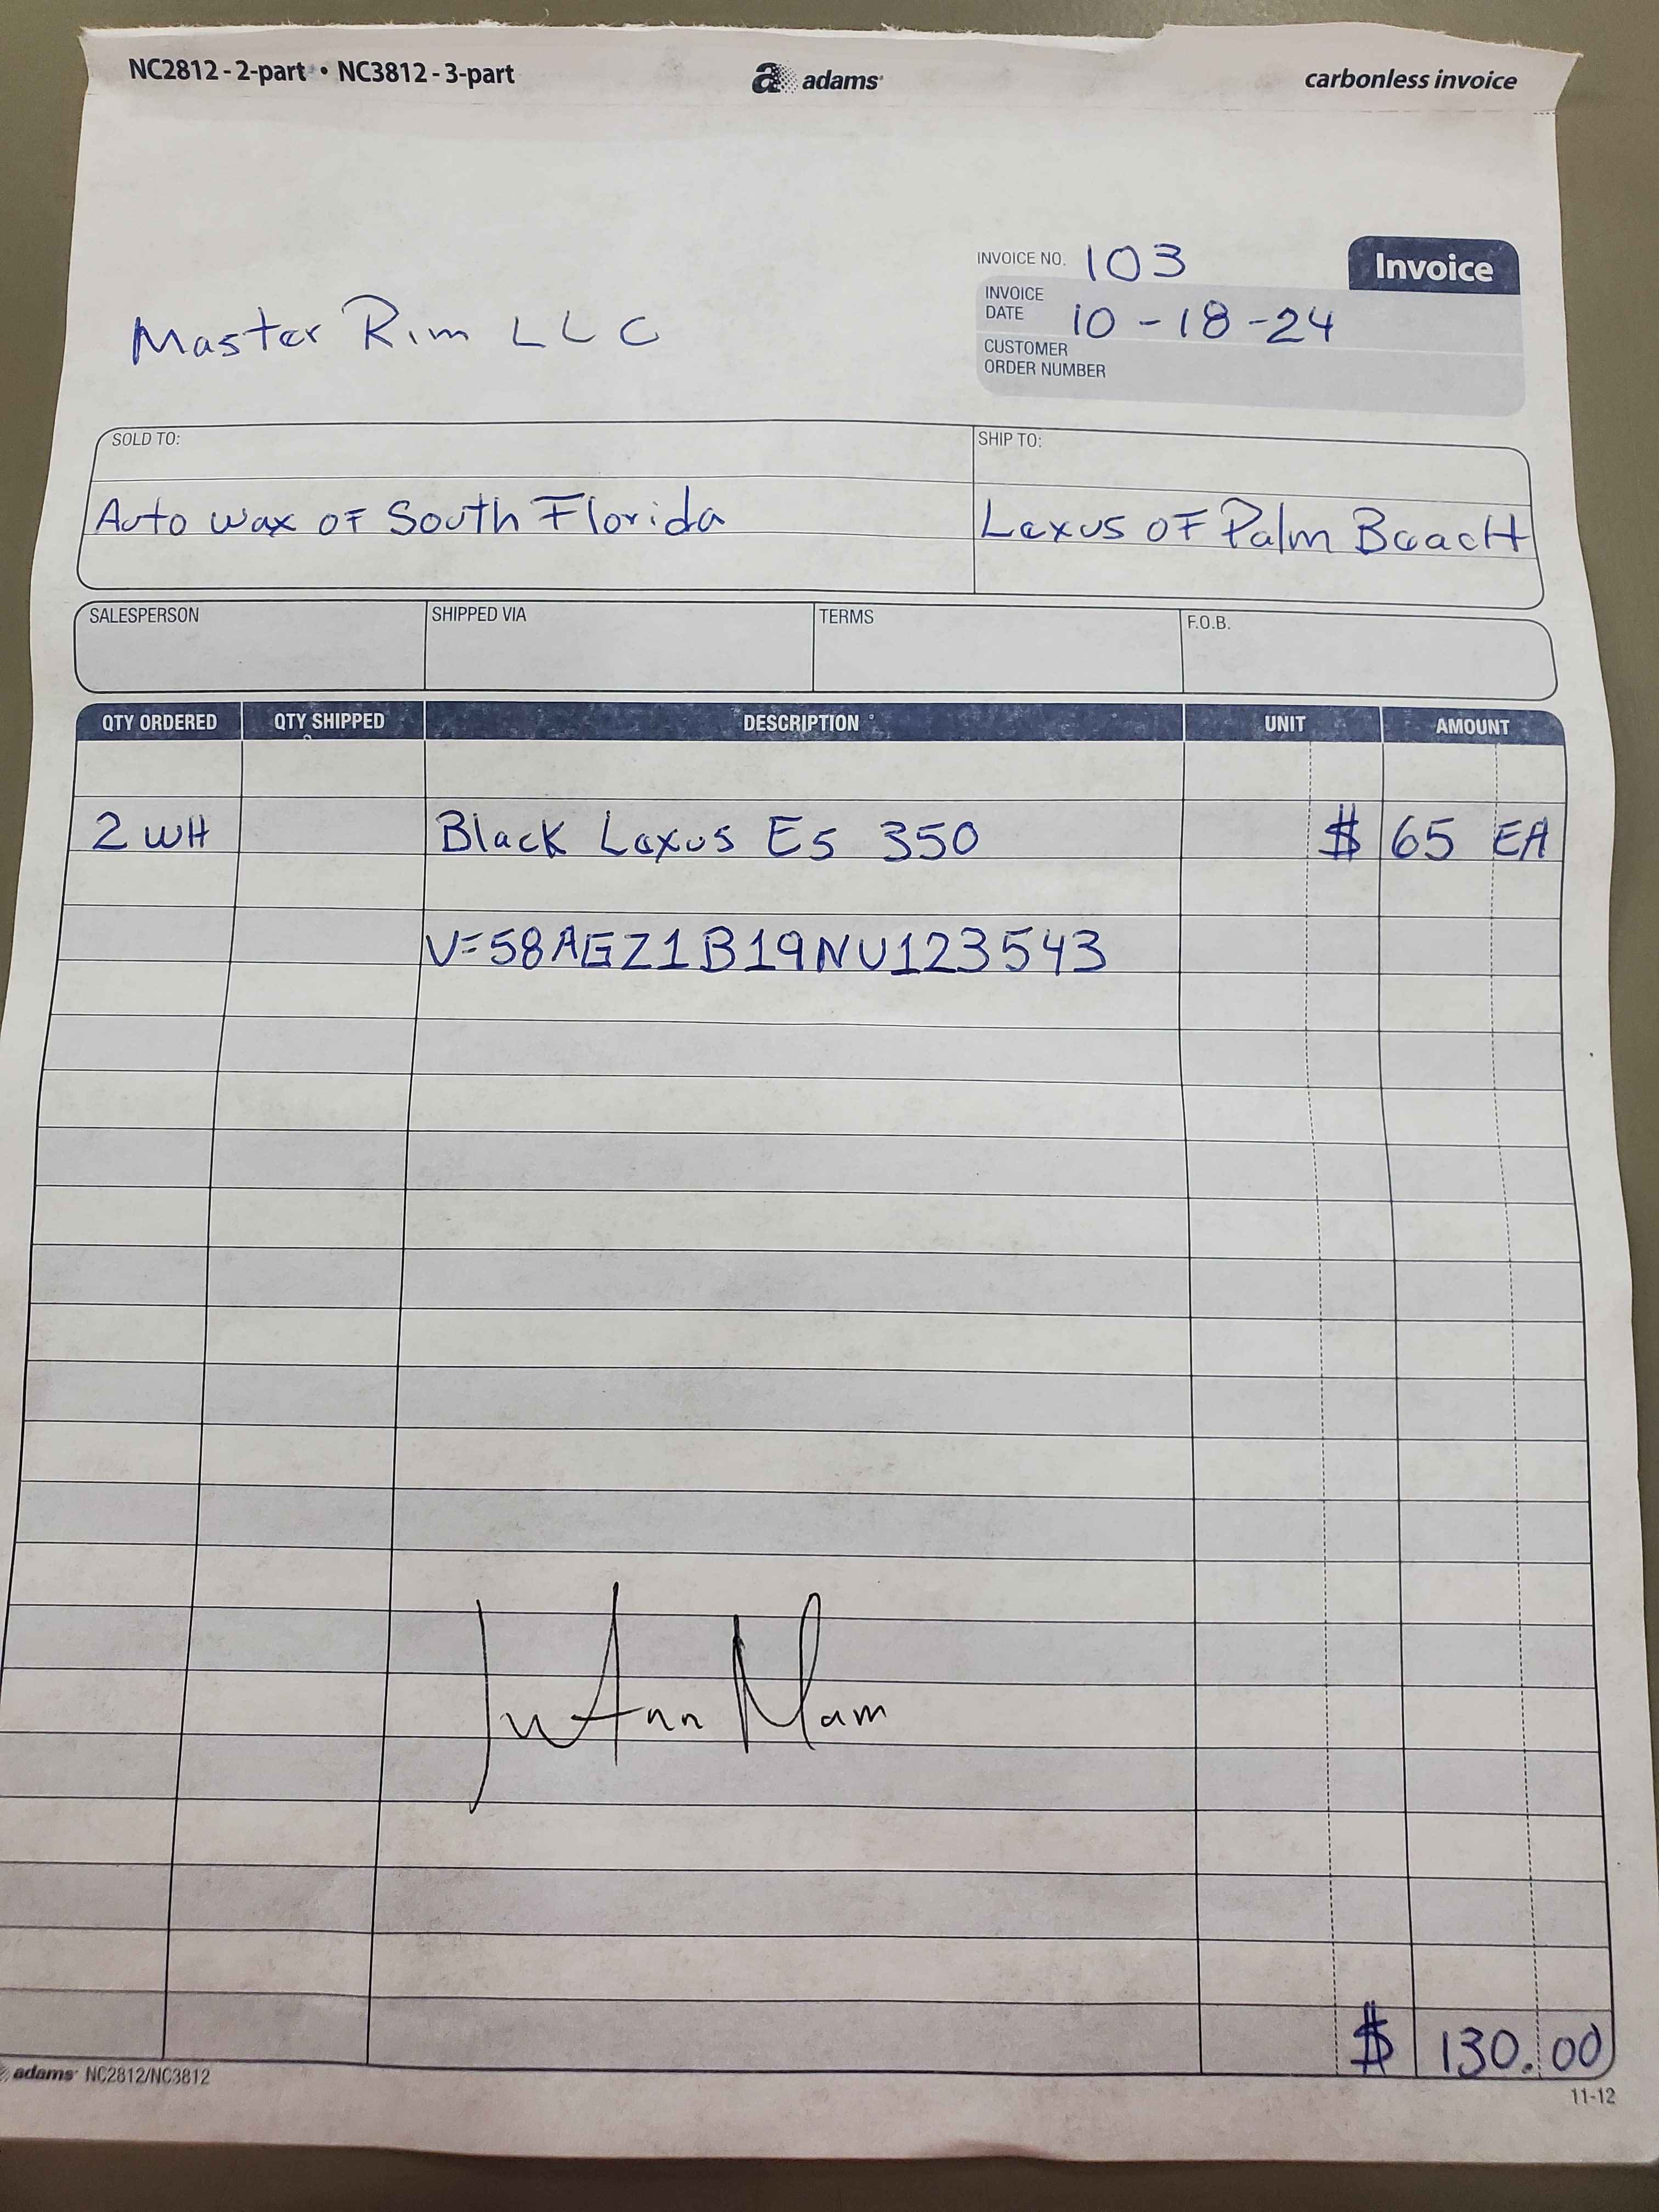 NC2812 - 2-part • NC3812 - 3-part
adams
carbonless invoice
Invoice
INVOICE NO. 103
INVOICE DATE 10-18-24
CUSTOMER ORDER NUMBER
Master Rim LLC
SOLD TO:
Auto wax of South Florida
SHIP TO:
Lexus of Palm Beach
SALESPERSON
SHIPPED VIA
TERMS
F.O.B.
QTY ORDERED QTY SHIPPED DESCRIPTION UNIT AMOUNT
2 WH Black Lexus ES 350 $ 65 EA
V=58AGZ1B19NU123543
$ 130.00
adams NC2812/NC3812
11-12